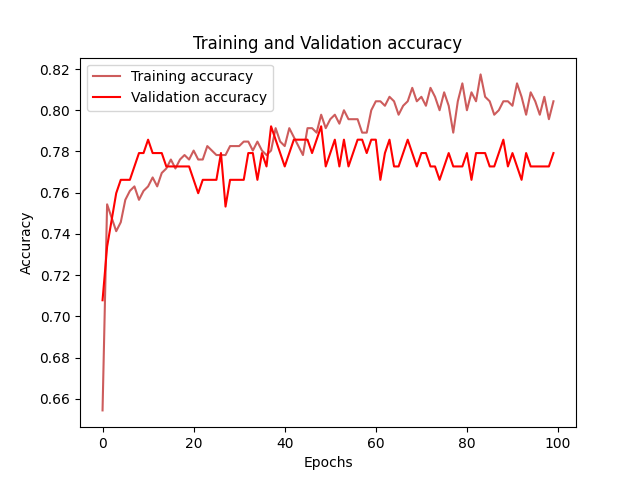 Training and Validation accuracy
Training accuracy
Validation accuracy
0.82
0.80
0.78
0.76
0.74
0.72
0.70
0.68
0.66
Accuracy
0 20 40 60 80 100
Epochs